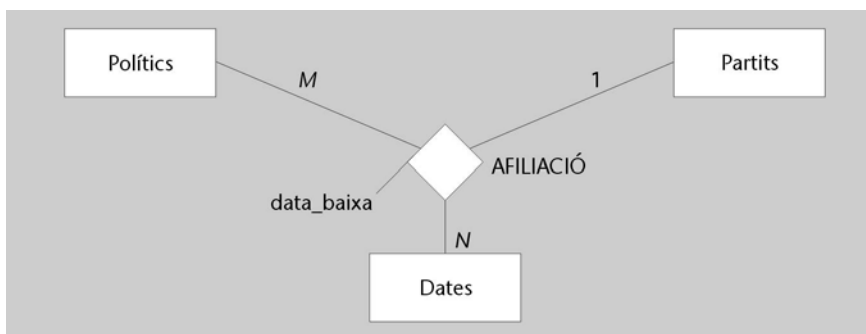 Polítics
Partits
M
1
AFILIACIÓ
data_baixa
N
Dates